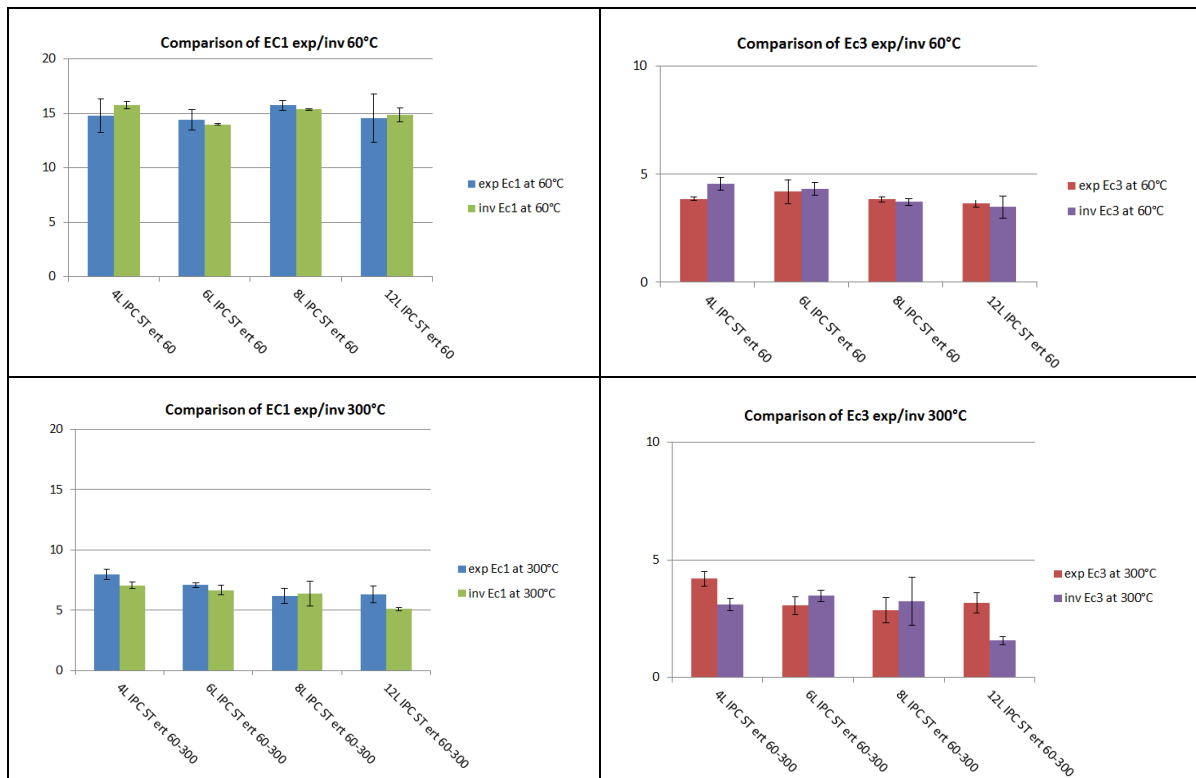 Comparison of EC1 exp/inv 60°C
20
15
10
5
0
4L IPC ST ert 60
6L IPC ST ert 60
8L IPC ST ert 60
12L IPC ST ert 60
exp Ec1 at 60°C
inv Ec1 at 60°C
Comparison of Ec3 exp/inv 60°C
10
5
0
4L IPC ST ert 60
6L IPC ST ert 60
8L IPC ST ert 60
12L IPC ST ert 60
exp Ec3 at 60°C
inv Ec3 at 60°C
Comparison of EC1 exp/inv 300°C
20
15
10
5
0
4L IPC ST ert 60-300
6L IPC ST ert 60-300
8L IPC ST ert 60-300
12L IPC ST ert 60-300
exp Ec1 at 300°C
inv Ec1 at 300°C
Comparison of Ec3 exp/inv 300°C
10
5
0
4L IPC ST ert 60-300
6L IPC ST ert 60-300
8L IPC ST ert 60-300
12L IPC ST ert 60-300
exp Ec3 at 300°C
inv Ec3 at 300°C